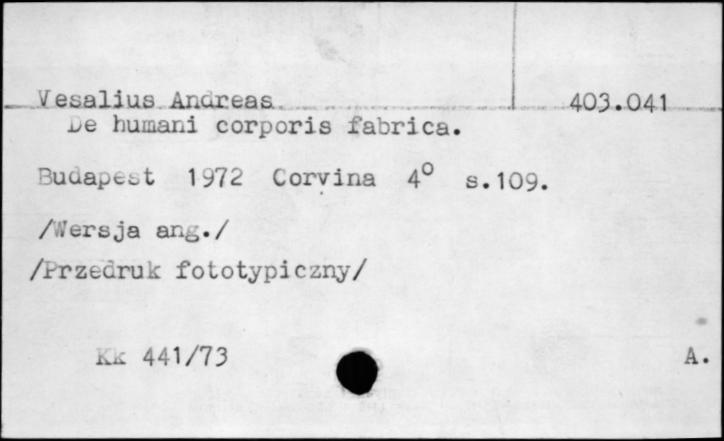 Vesalius Andreas 403.041
De humani corporis fabrica.
Budapest 1972 Corvina 4° s.109.
/Wersja ang./
/Przedruk fototypiczny/
Kk 441/73 A.